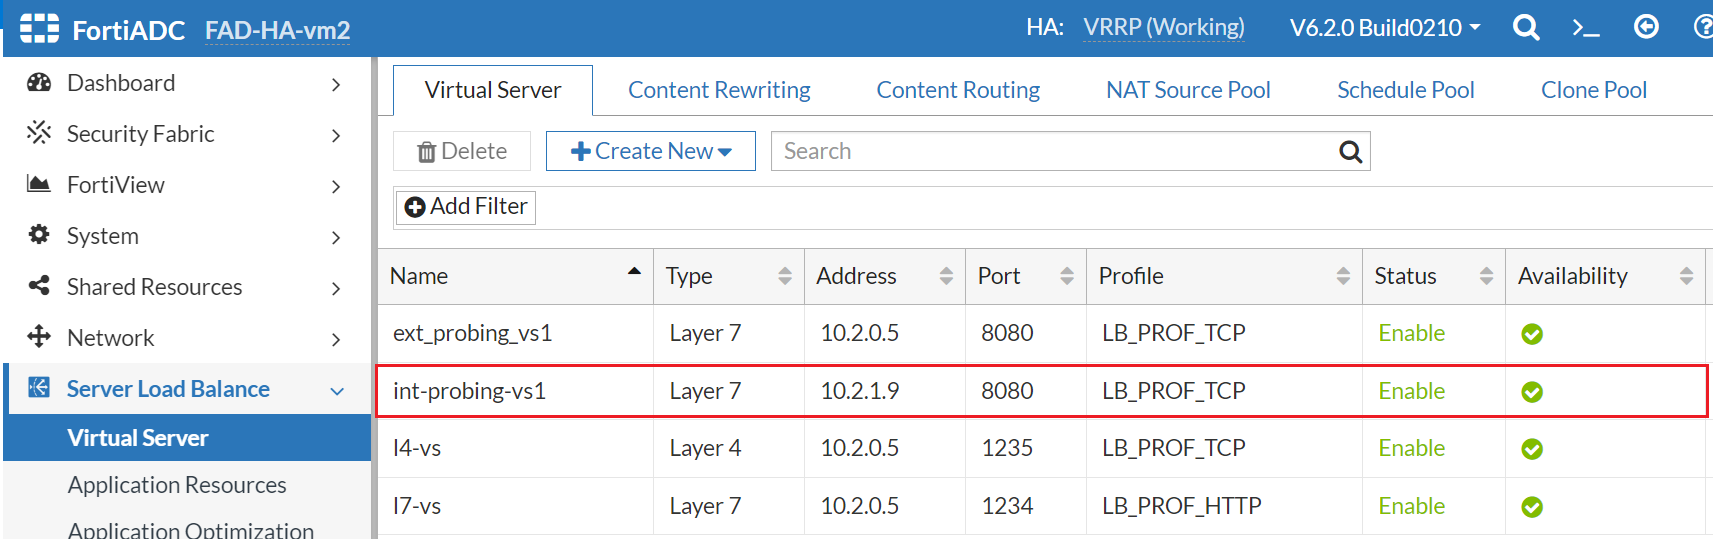 FortiADC FAD-HA-vm2 HA: VRRP (Working) V6.2.0 Build0210
Dashboard
Security Fabric
FortiView
System
Shared Resources
Network
Server Load Balance
Virtual Server
Application Resources
Application Optimization
Virtual Server Content Rewriting Content Routing NAT Source Pool Schedule Pool Clone Pool
Delete Create New Search
Add Filter
Name Type Address Port Profile Status Availability
ext_probing_vs1 Layer 7 10.2.0.5 8080 LB_PROF_TCP Enable
int-probing-vs1 Layer 7 10.2.1.9 8080 LB_PROF_TCP Enable
l4-vs Layer 4 10.2.0.5 1235 LB_PROF_TCP Enable
l7-vs Layer 7 10.2.0.5 1234 LB_PROF_HTTP Enable